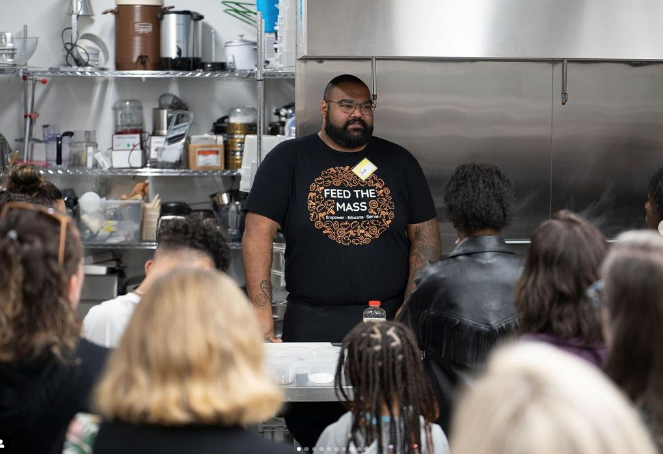 FEED THE
MASS
Empower · Educate · Serve